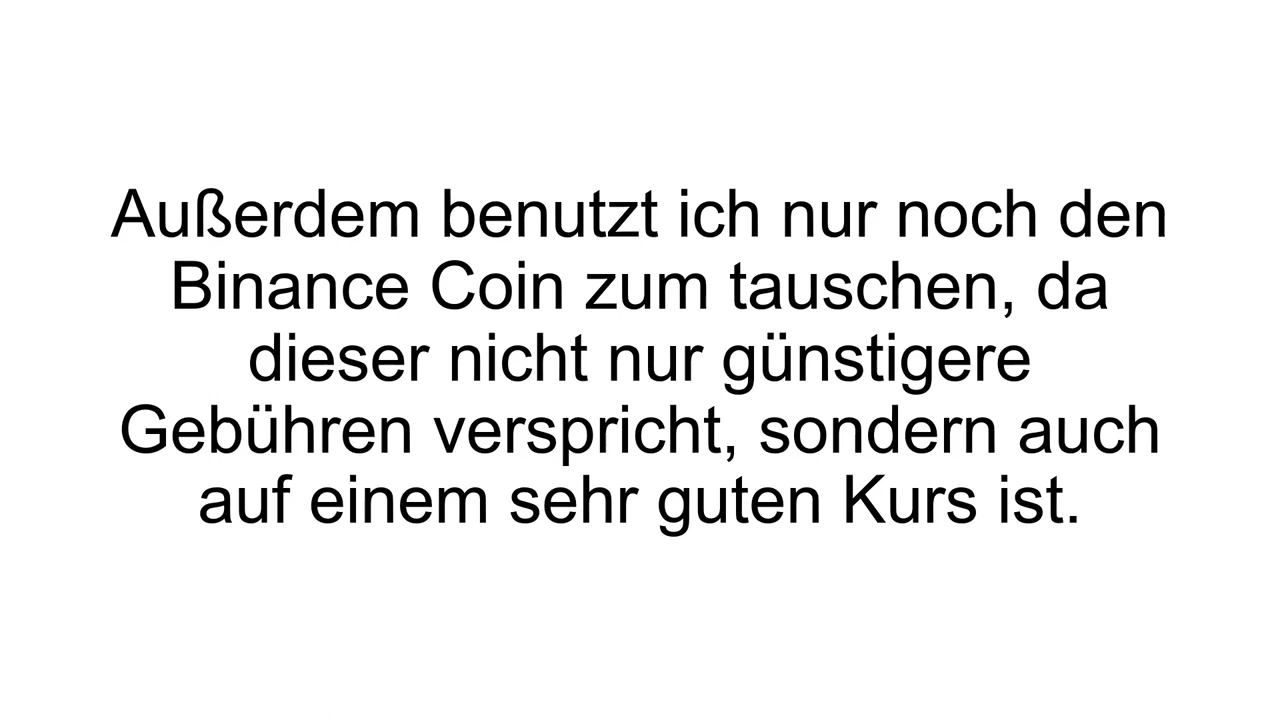 Außerdem benutzt ich nur noch den
Binance Coin zum tauschen, da
dieser nicht nur günstigere
Gebühren verspricht, sondern auch
auf einem sehr guten Kurs ist.